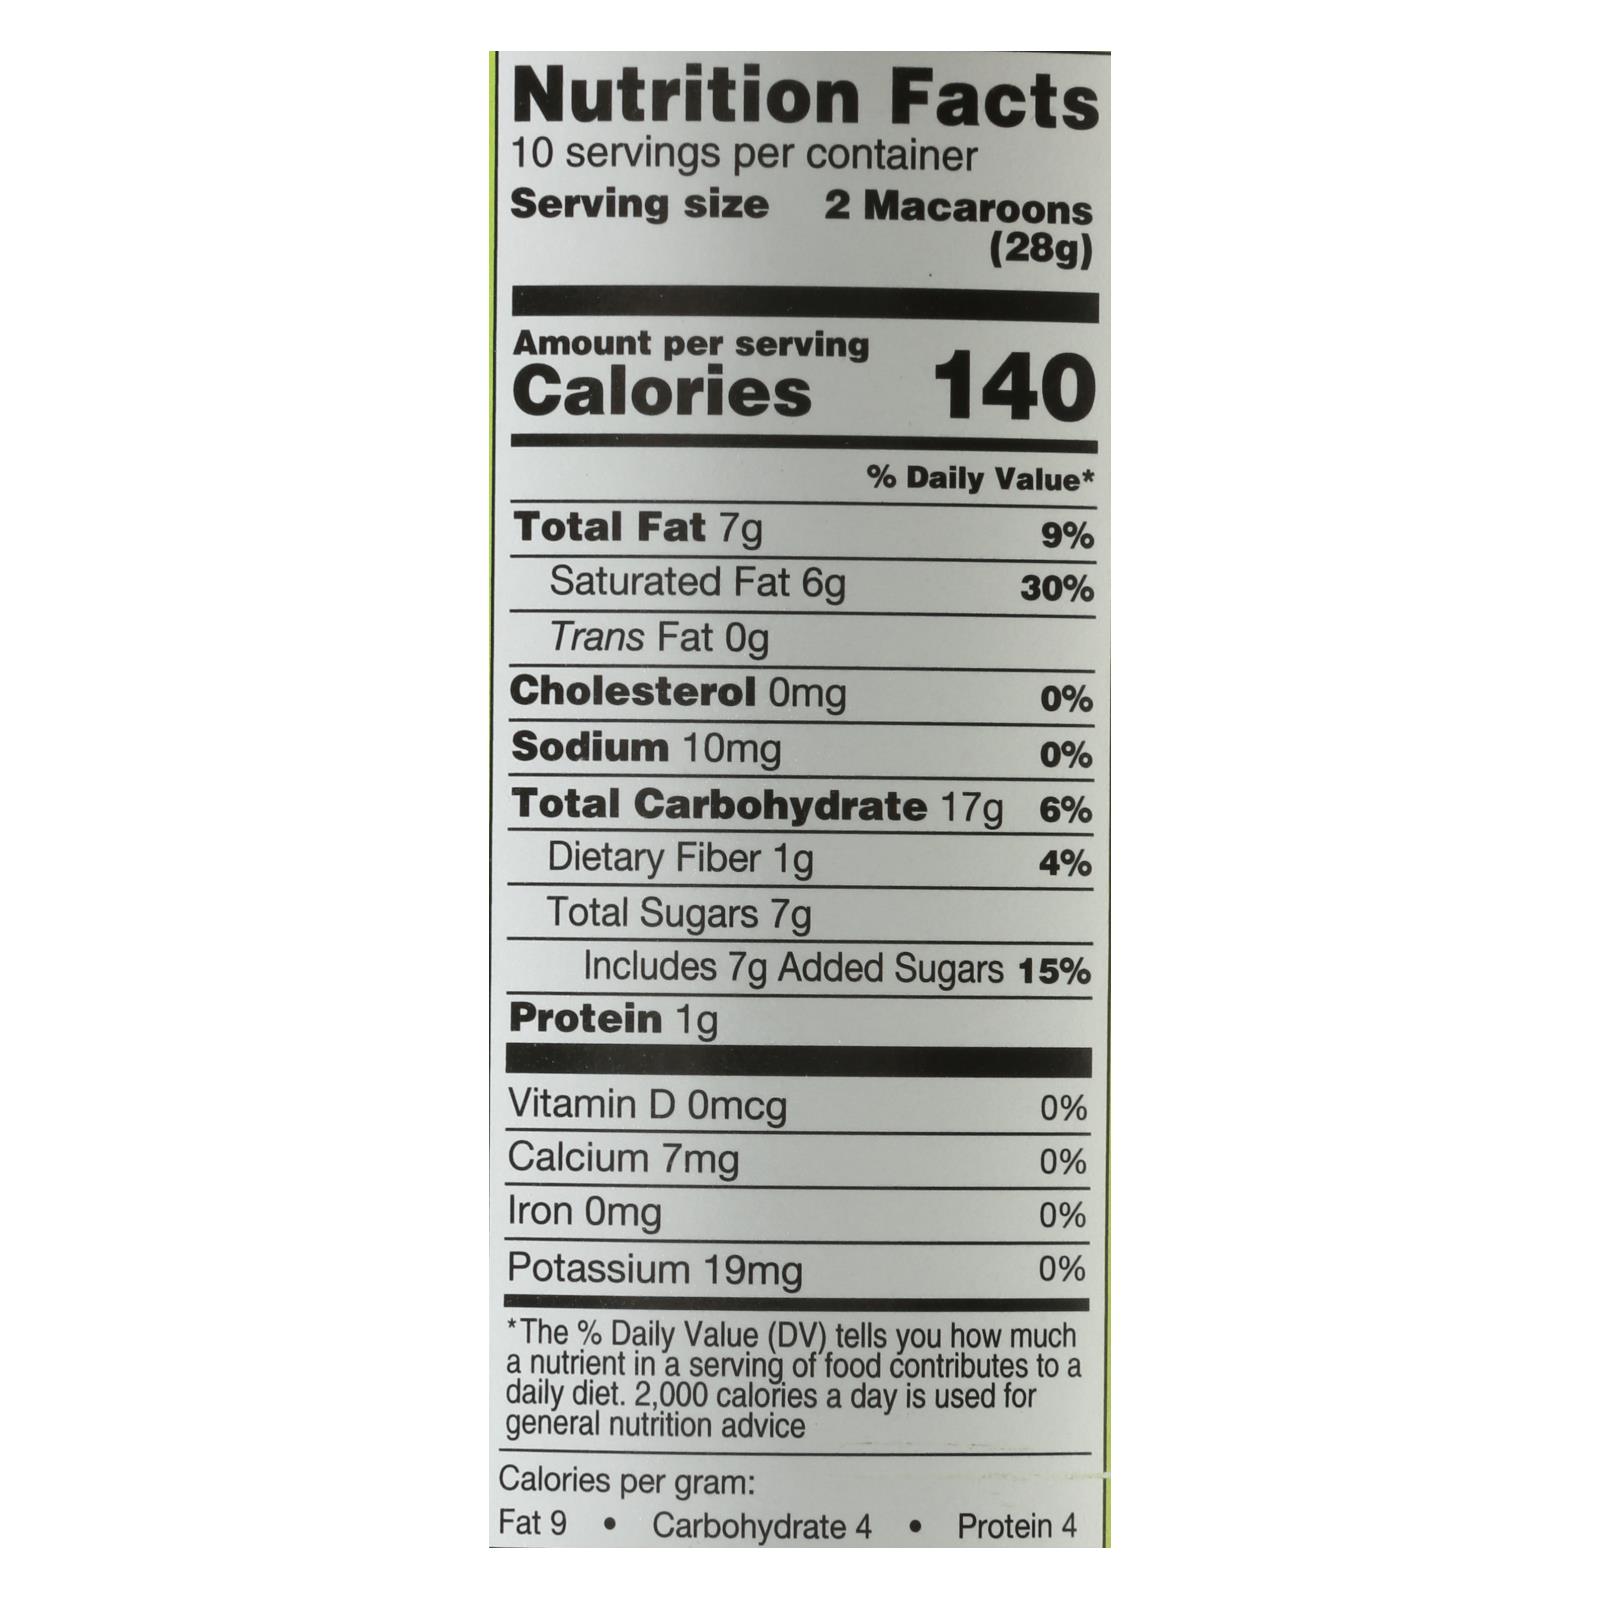 Nutrition Facts
10 servings per container
Serving size 2 Macaroons
(28g)
Amount per serving
Calories 140
% Daily Value*
Total Fat 7g 9%
Saturated Fat 6g 30%
Trans Fat 0g
Cholesterol 0mg 0%
Sodium 10mg 0%
Total Carbohydrate 17g 6%
Dietary Fiber 1g 4%
Total Sugars 7g
Includes 7g Added Sugars 15%
Protein 1g
Vitamin D 0mcg 0%
Calcium 7mg 0%
Iron 0mg 0%
Potassium 19mg 0%
*The % Daily Value (DV) tells you how much
a nutrient in a serving of food contributes to a
daily diet. 2,000 calories a day is used for
general nutrition advice
Calories per gram:
Fat 9 • Carbohydrate 4 • Protein 4